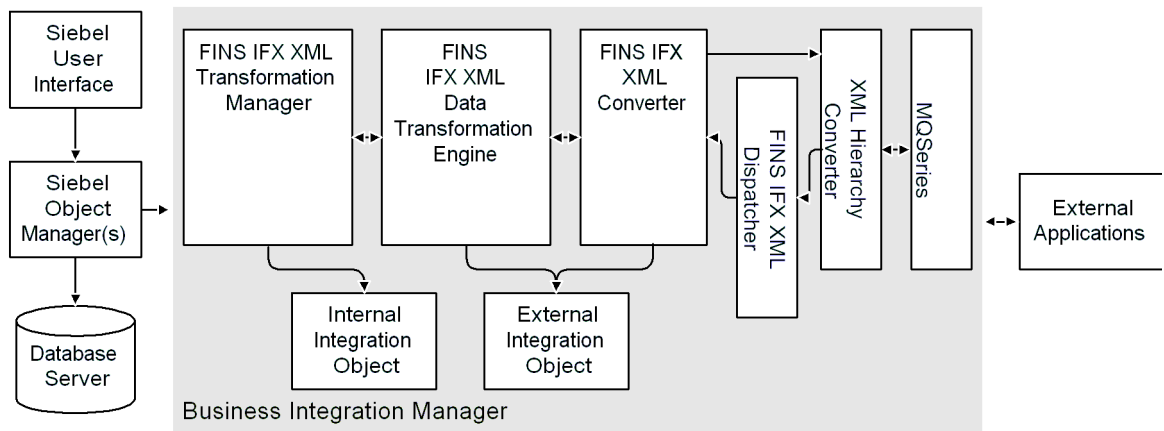 Siebel
User
Interface
Siebel
Object
Manager(s)
Database
Server
FINS IFX XML
Transformation
Manager
FINS
IFX XML
Data
Transformation
Engine
FINS IFX
XML
Converter
FINS IFX XML
Dispatcher
XML Hierarchy
Converter
MQSeries
External
Applications
Internal
Integration
Object
External
Integration
Object
Business Integration Manager